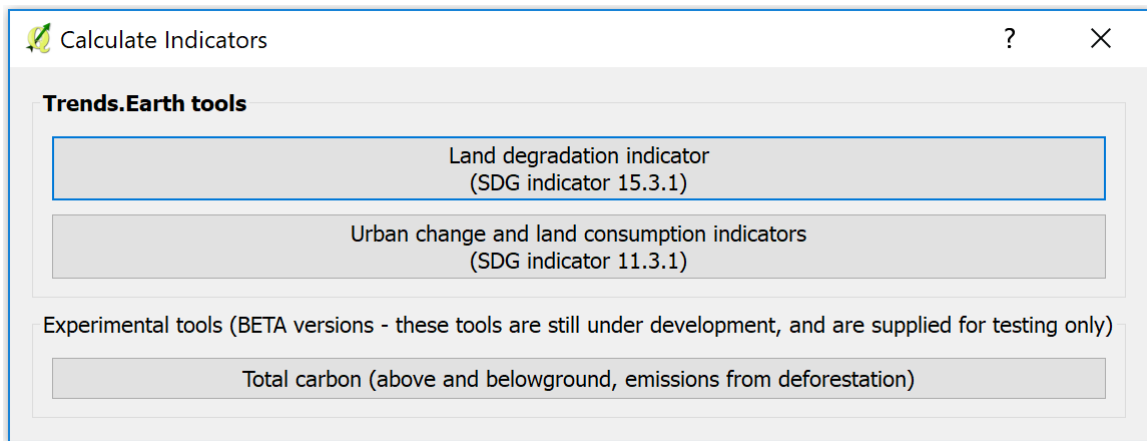 Calculate Indicators ? ×
Trends.Earth tools
Land degradation indicator
(SDG indicator 15.3.1)
Urban change and land consumption indicators
(SDG indicator 11.3.1)
Experimental tools (BETA versions - these tools are still under development, and are supplied for testing only)
Total carbon (above and belowground, emissions from deforestation)